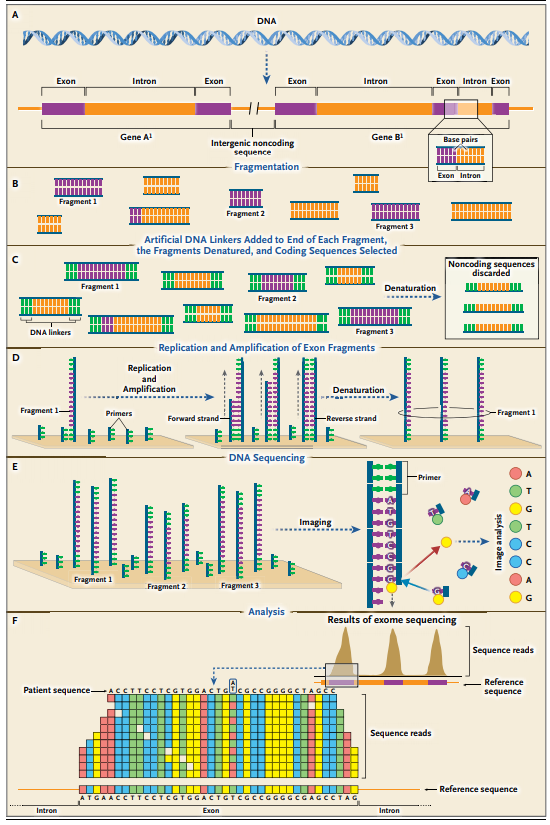 A
DNA
Exon Intron Exon Exon Intron Exon Intron Exon
Gene A¹
Intergenic noncoding
sequence
Gene B¹
Base pairs
Exon Intron
Fragmentation
B
Fragment 1
Fragment 2
Fragment 3
Artificial DNA Linkers Added to End of Each Fragment,
the Fragments Denatured, and Coding Sequences Selected
C
Fragment 1
Fragment 2
Denaturation
Noncoding sequences
discarded
DNA linkers
Fragment 3
Replication and Amplification of Exon Fragments
D
Replication
and
Amplification
Denaturation
Fragment 1
Primers
Forward strand
Reverse strand
Fragment 1
DNA Sequencing
E
Imaging
Primer
Image analysis
A
T
G
T
C
C
A
G
Fragment 1
Fragment 2
Fragment 3
Analysis
F
Results of exome sequencing
Sequence reads
Reference
sequence
Patient sequence
Sequence reads
Reference sequence
Intron Exon Intron